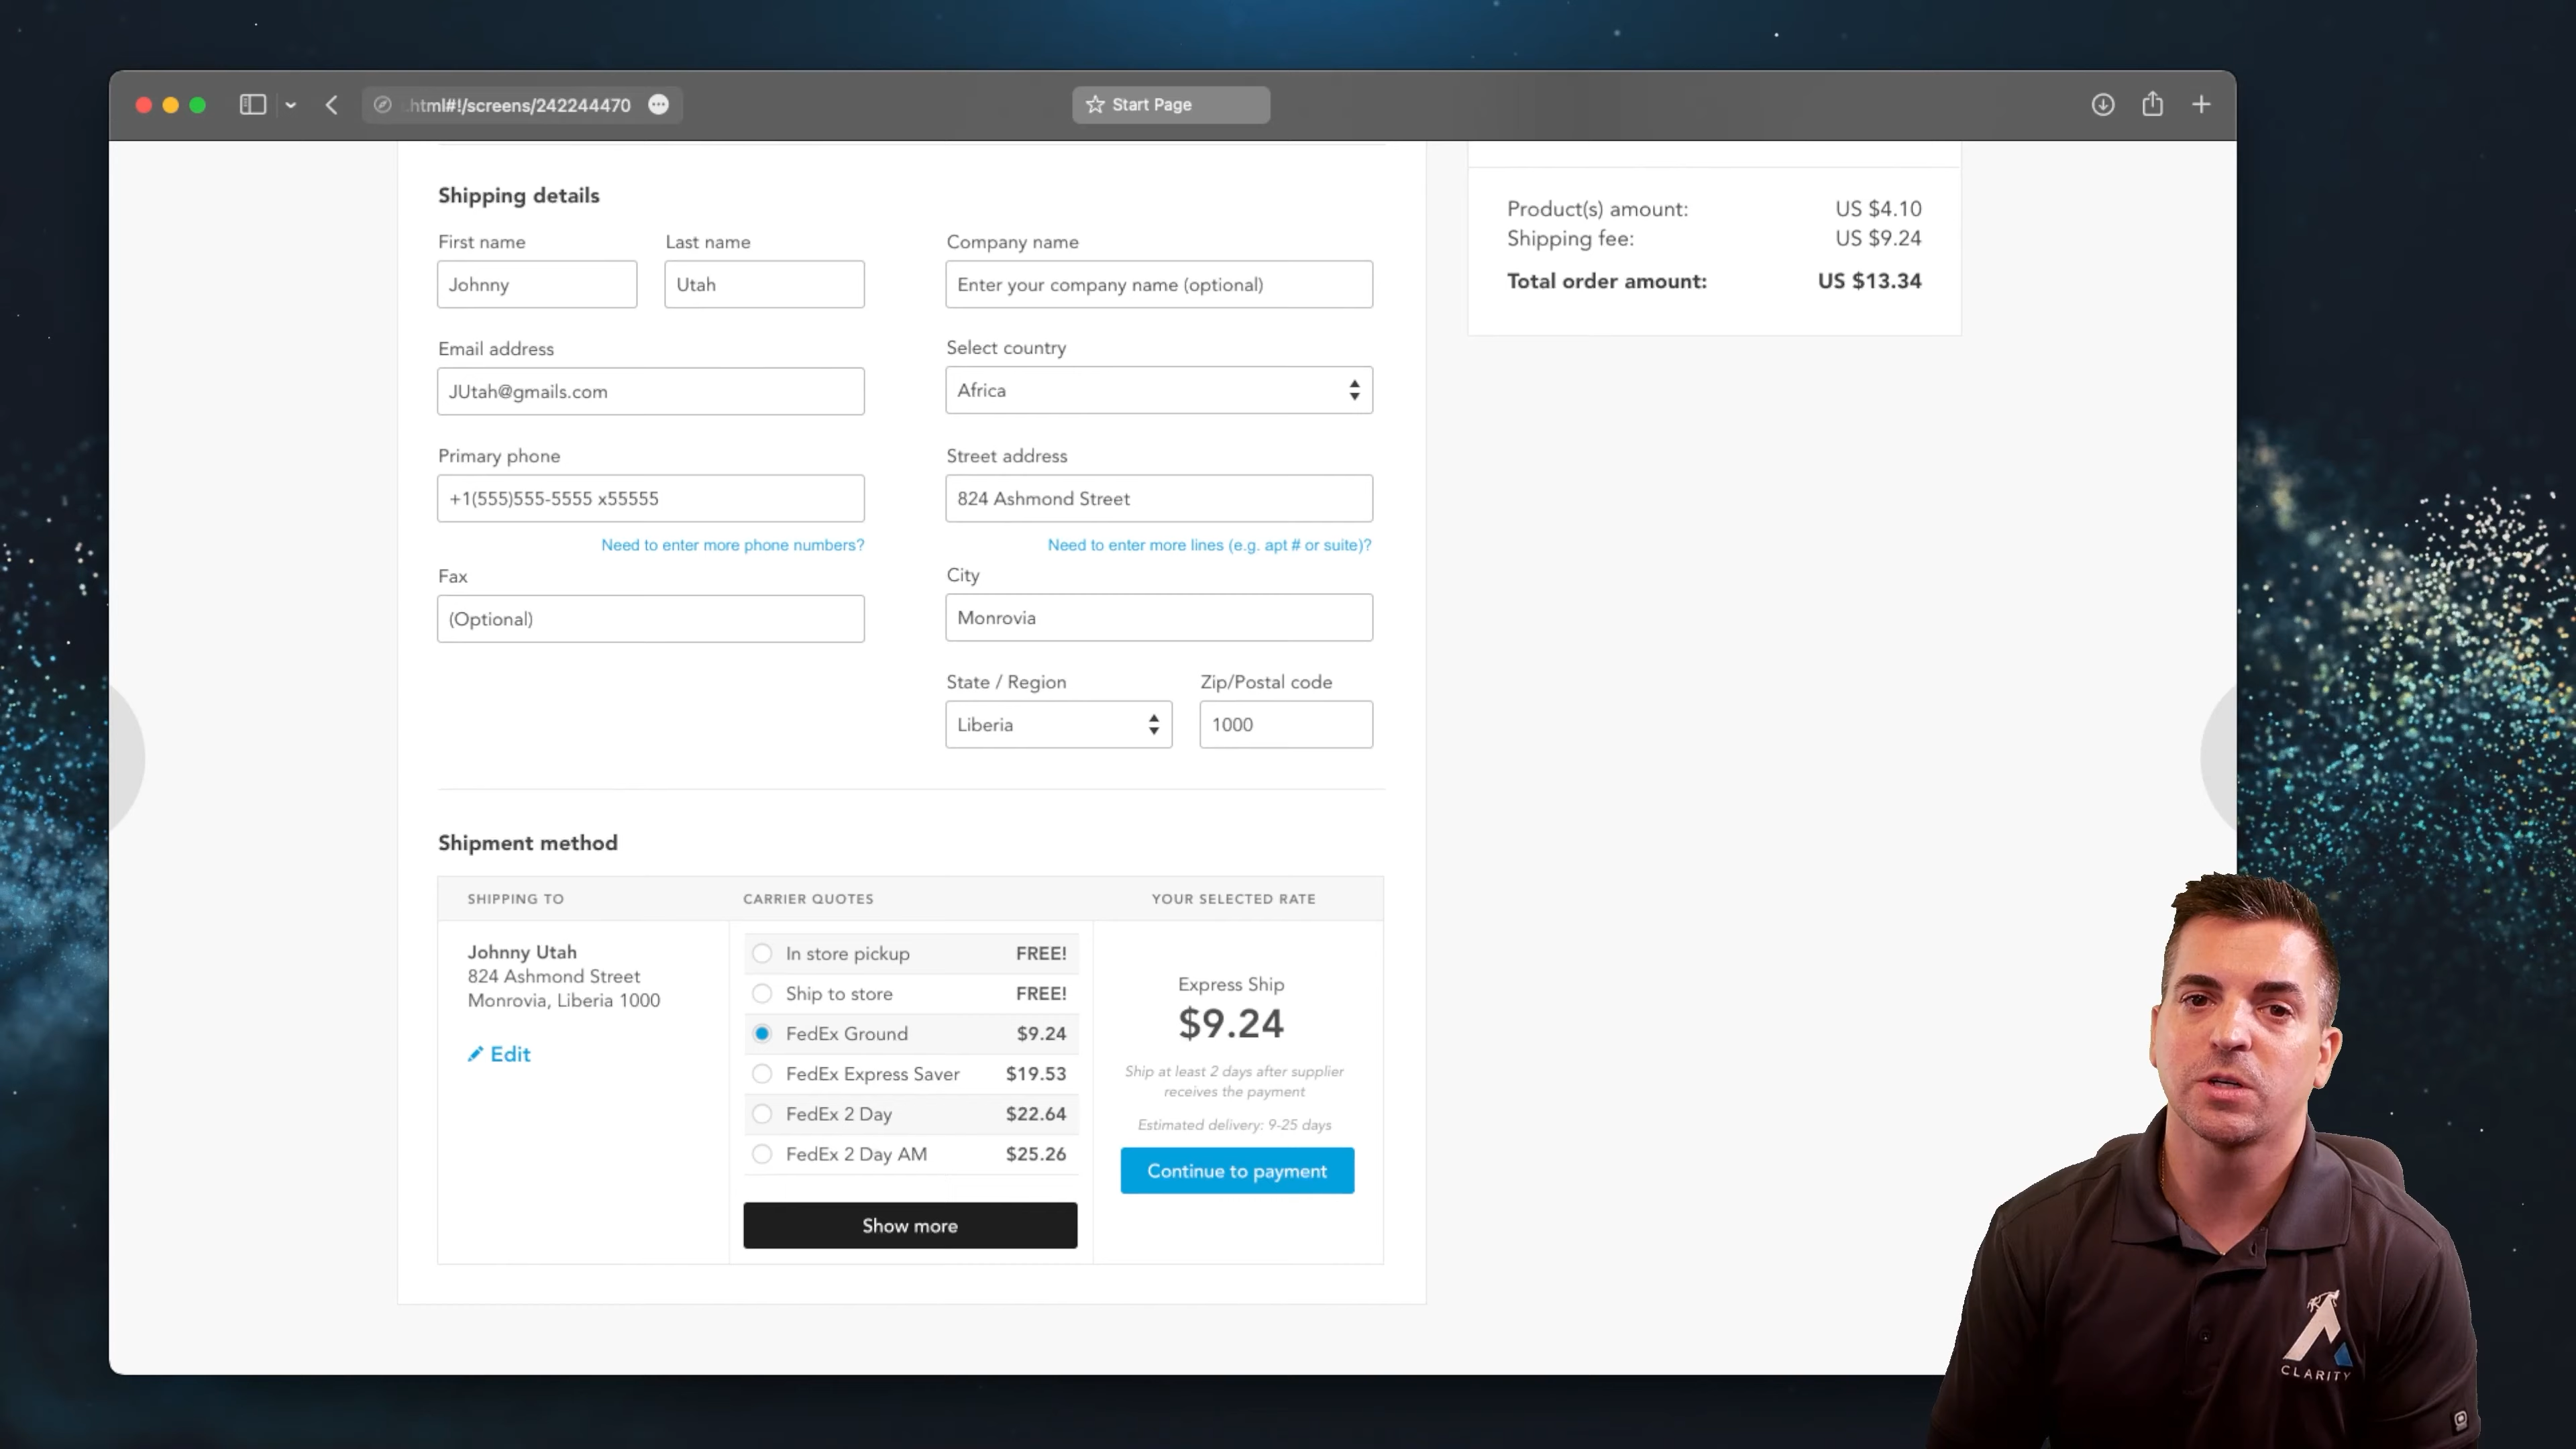 .html#!/screens/242244470
Start Page
Shipping details
First name
Last name
Company name
Johnny
Utah
Enter your company name (optional)
Email address
Select country
JUtah@gmails.com
Africa
Primary phone
Street address
+1(555)555-5555 x55555
824 Ashmond Street
Need to enter more phone numbers?
Need to enter more lines (e.g. apt # or suite)?
Fax
City
(Optional)
Monrovia
State / Region
Zip/Postal code
Liberia
1000
Product(s) amount: US $4.10
Shipping fee: US $9.24
Total order amount: US $13.34
Shipment method
SHIPPING TO
CARRIER QUOTES
YOUR SELECTED RATE
Johnny Utah
824 Ashmond Street
Monrovia, Liberia 1000
Edit
In store pickup FREE!
Ship to store FREE!
FedEx Ground $9.24
FedEx Express Saver $19.53
FedEx 2 Day $22.64
FedEx 2 Day AM $25.26
Show more
Express Ship
$9.24
Ship at least 2 days after supplier
receives the payment
Estimated delivery: 9-25 days
Continue to payment
CLARITY